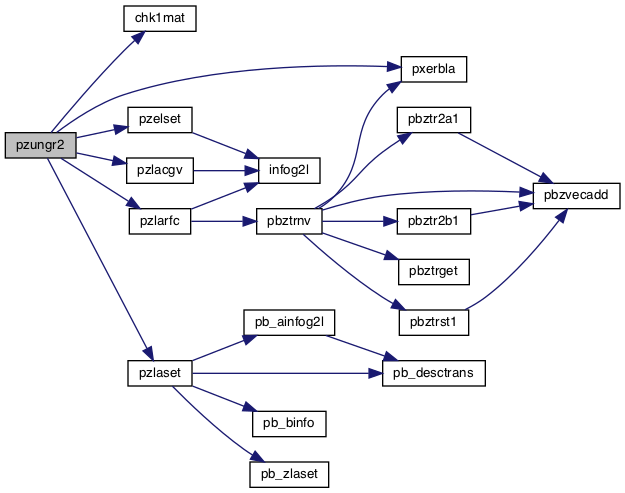 chk1mat
pxerbla
pzungr2
pzelset
pbztr2a1
pzlacgv
infog2l
pbzvecadd
pzlarfc
pbztrnv
pbztr2b1
pbztrget
pbztrst1
pb_ainfog2l
pzlaset
pb_desctrans
pb_binfo
pb_zlaset